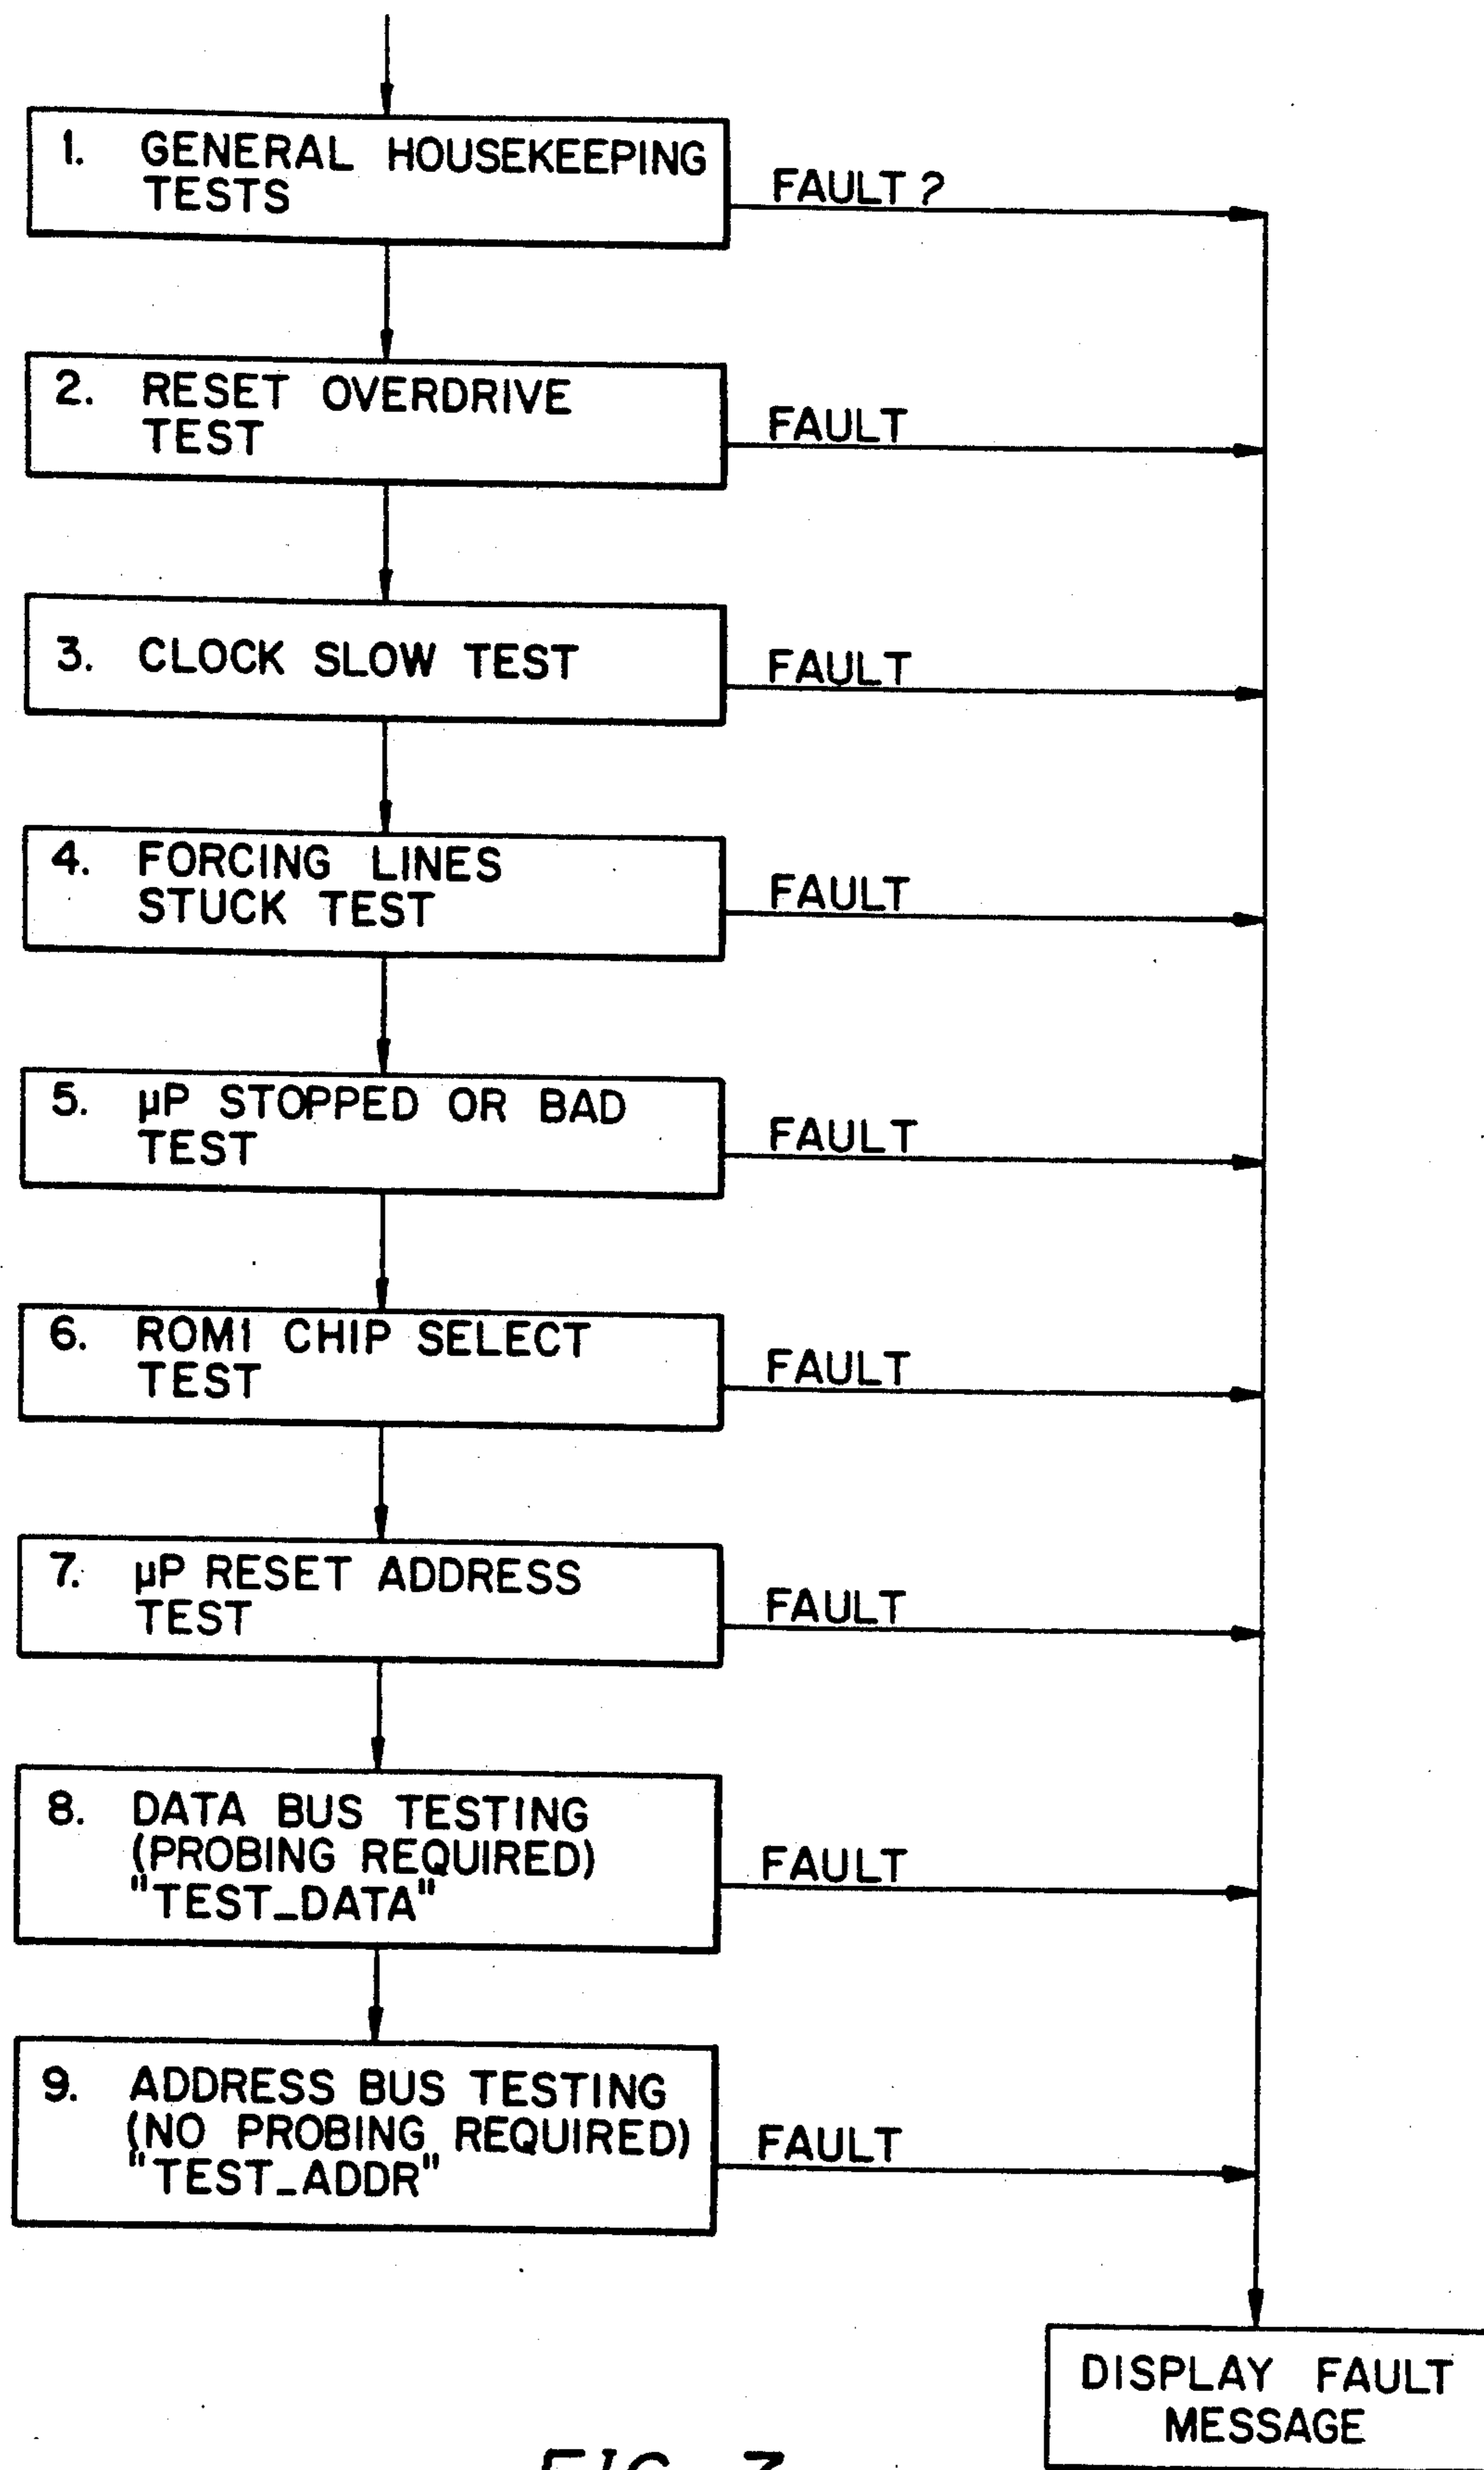 1. GENERAL HOUSEKEEPING
TESTS
FAULT?
2. RESET OVERDRIVE
TEST
FAULT
3. CLOCK SLOW TEST
FAULT
4. FORCING LINES
STUCK TEST
FAULT
5. µP STOPPED OR BAD
TEST
FAULT
6. ROM1 CHIP SELECT
TEST
FAULT
7. µP RESET ADDRESS
TEST
FAULT
8. DATA BUS TESTING
(PROBING REQUIRED)
"TEST_DATA"
FAULT
9. ADDRESS BUS TESTING
(NO PROBING REQUIRED)
"TEST_ADDR"
FAULT
DISPLAY FAULT
MESSAGE